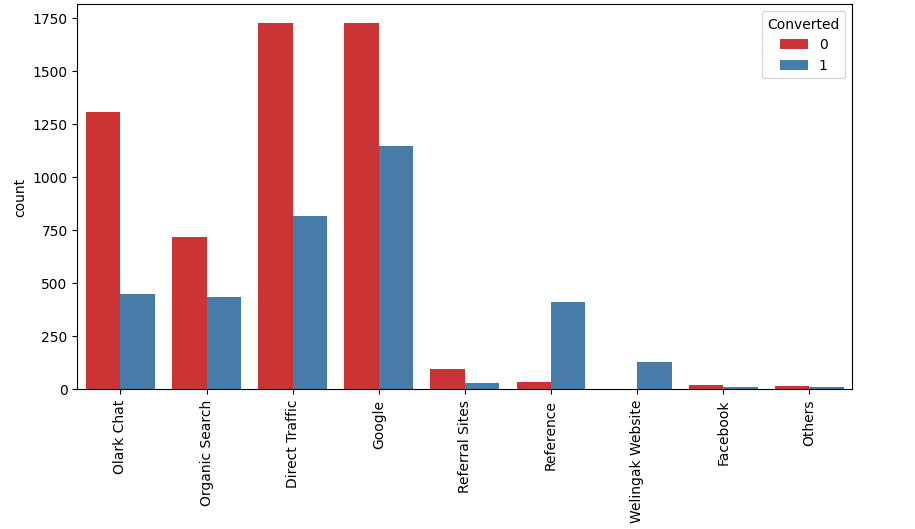 1750
1500
1250
1000
750
500
250
0
count
Converted
0
1
Olark Chat
Organic Search
Direct Traffic
Google
Referral Sites
Reference
Welingak Website
Facebook
Others